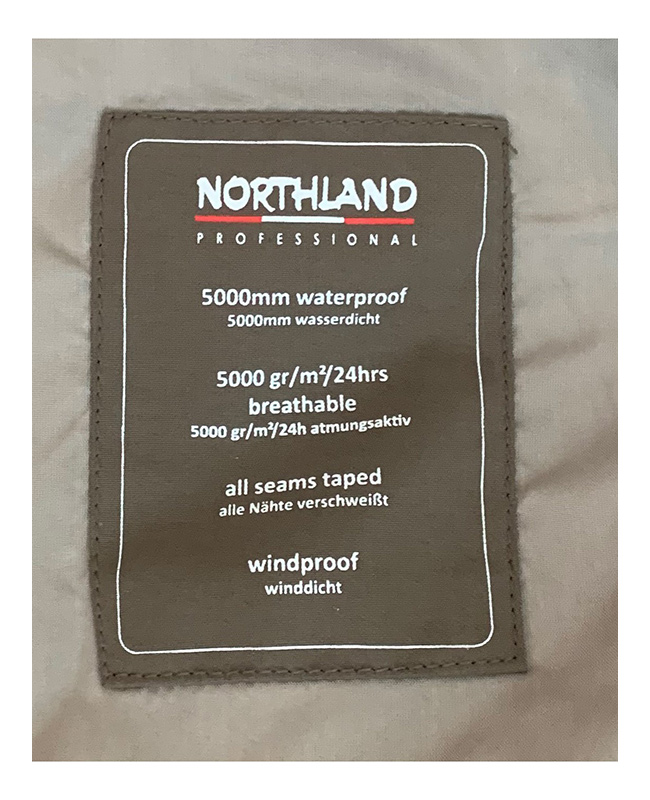 NORTHLAND
PROFESSIONAL
5000mm waterproof
5000mm wasserdicht
5000 gr/m²/24hrs
breathable
5000 gr/m²/24h atmungsaktiv
all seams taped
alle Nähte verschweißt
windproof
winddicht